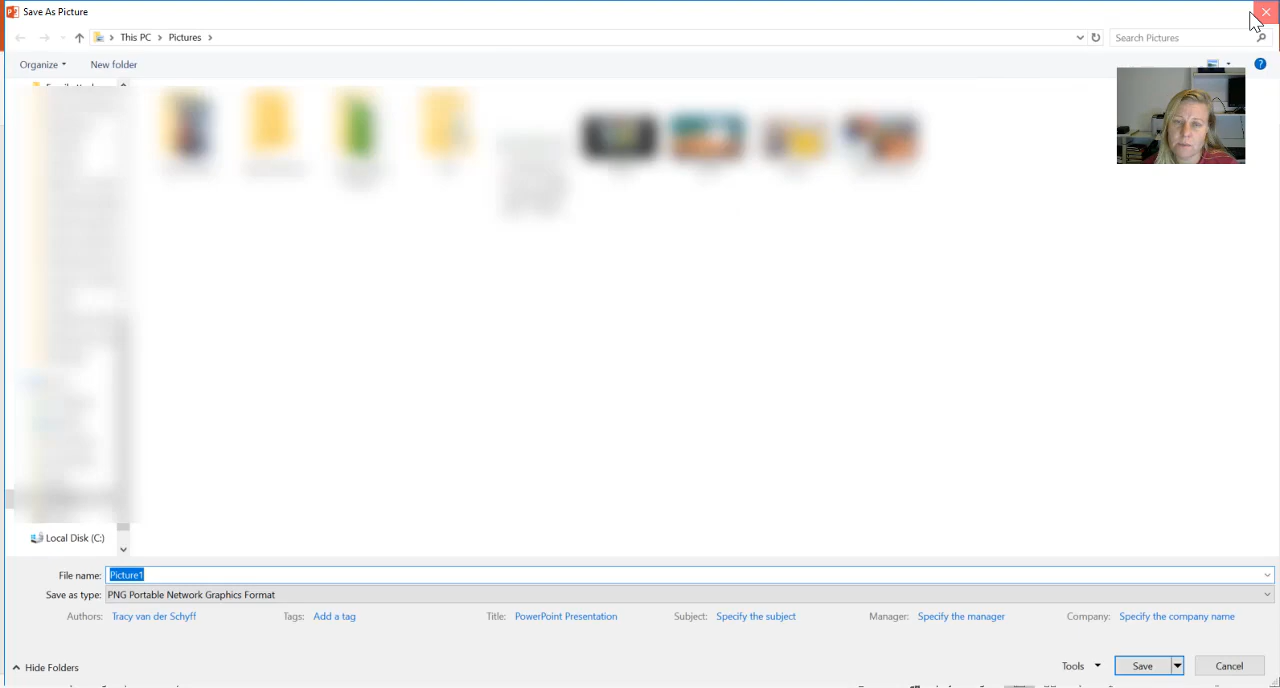 Save As Picture
This PC > Pictures >
Search Pictures
Organize
New folder
Local Disk (C:)
File name: Picture1
Save as type: PNG Portable Network Graphics Format
Authors: Tracy van der Schyff Tags: Add a tag Title: PowerPoint Presentation Subject: Specify the subject Manager: Specify the manager Company: Specify the company name
Hide Folders
Tools Save Cancel